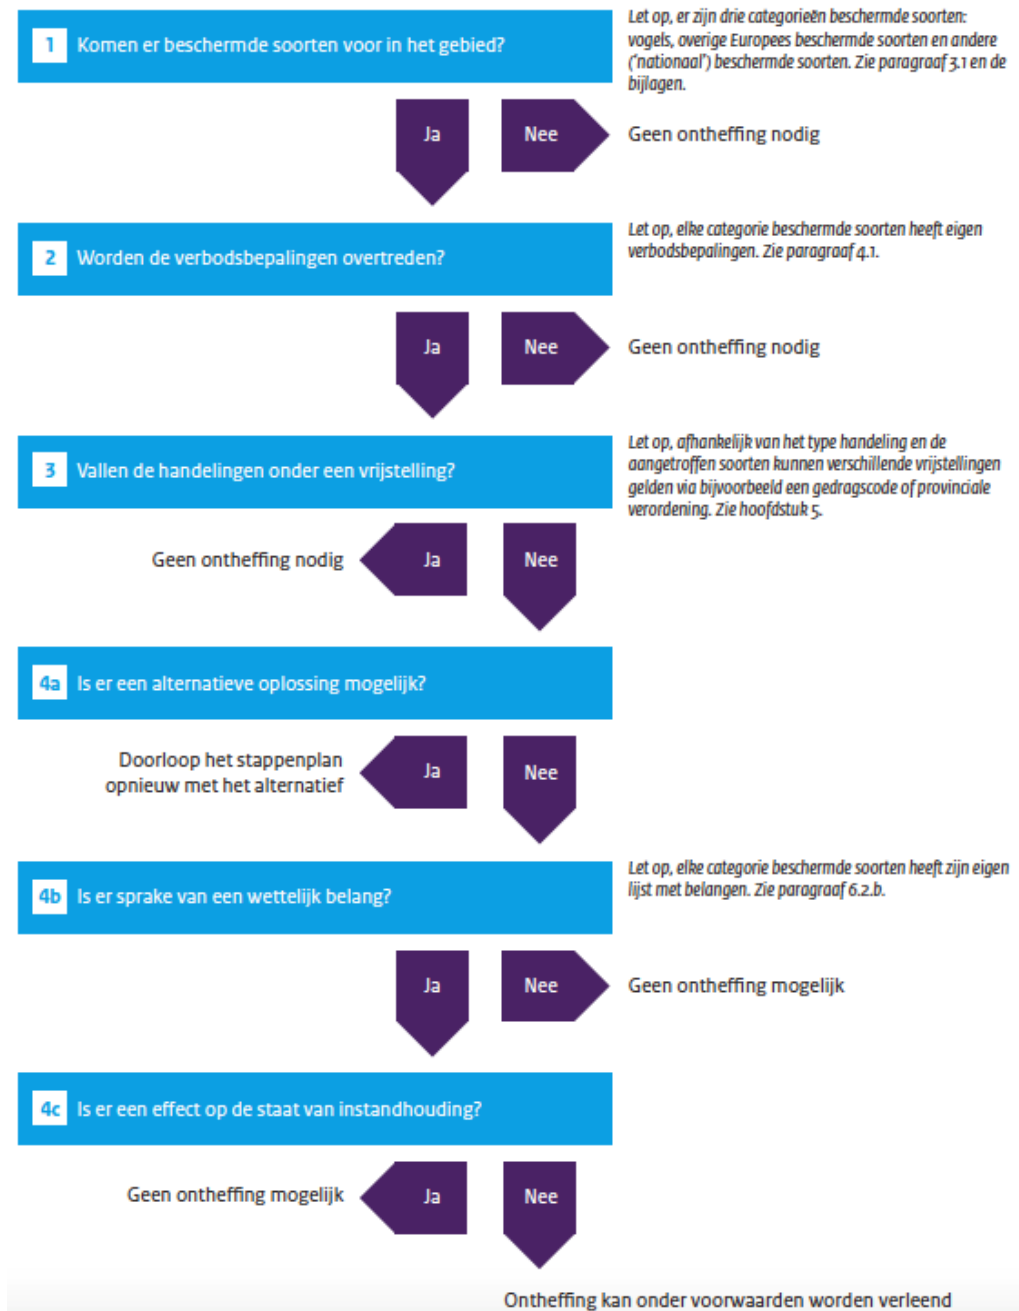 1 Komen er beschermde soorten voor in het gebied?
Let op, er zijn drie categorieën beschermde soorten:
vogels, overige Europees beschermde soorten en andere
('nationaal') beschermde soorten. Zie paragraaf 3.1 en de
bijlagen.
Ja
Nee
Geen ontheffing nodig
2 Worden de verbodsbepalingen overtreden?
Let op, elke categorie beschermde soorten heeft eigen
verbodsbepalingen. Zie paragraaf 4.1.
Ja
Nee
Geen ontheffing nodig
3 Vallen de handelingen onder een vrijstelling?
Let op, afhankelijk van het type handeling en de
aangetroffen soorten kunnen verschillende vrijstellingen
gelden via bijvoorbeeld een gedragscode of provinciale
verordening. Zie hoofdstuk 5.
Geen ontheffing nodig
Ja
Nee
4a Is er een alternatieve oplossing mogelijk?
Doorloop het stappenplan
opnieuw met het alternatief
Ja
Nee
4b Is er sprake van een wettelijk belang?
Let op, elke categorie beschermde soorten heeft zijn eigen
lijst met belangen. Zie paragraaf 6.2.b.
Ja
Nee
Geen ontheffing mogelijk
4c Is er een effect op de staat van instandhouding?
Geen ontheffing mogelijk
Ja
Nee
Ontheffing kan onder voorwaarden worden verleend